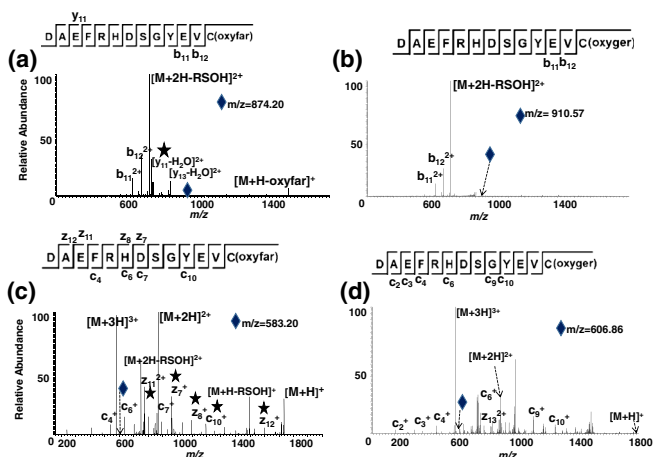 y11
D A E F R H D S G Y E V C(oxyfar)
b11 b12
(a)
100
50
Relative Abundance
[M+2H-RSOH]2+
m/z=874.20
b12 2+
b11 2+
[y11-H2O]2+
[y13-H2O]2+
[M+H-oxyfar]+
600 1000 1400
m/z
D A E F R H D S G Y E V C(oxyger)
b11 b12
(b)
100
50
[M+2H-RSOH]2+
m/z= 910.57
b12 2+
b11 2+
600 1000 1400
m/z
z12 z11 z8 z7
D A E F R H D S G Y E V C(oxyfar)
c4 c6 c7 c10
(c)
100
50
Relative Abundance
[M+3H]3+
[M+2H]2+
m/z=583.20
[M+2H-RSOH]2+
z11 2+
z7+
[M+H-RSOH]+
[M+H]+
c4+
c6+
c7+
z8+
c10+
z12+
200 600 1000 1400 1800
m/z
D A E F R H D S G Y E V C(oxyger)
c2 c3 c4 c6 c9 c10
(d)
100
50
[M+3H]3+
m/z=606.86
[M+2H]2+
c6+
c2+
c3+
c4+
z13 2+
c9+
c10+
[M+H]+
200 400 600 800 1000 1400 1800
m/z